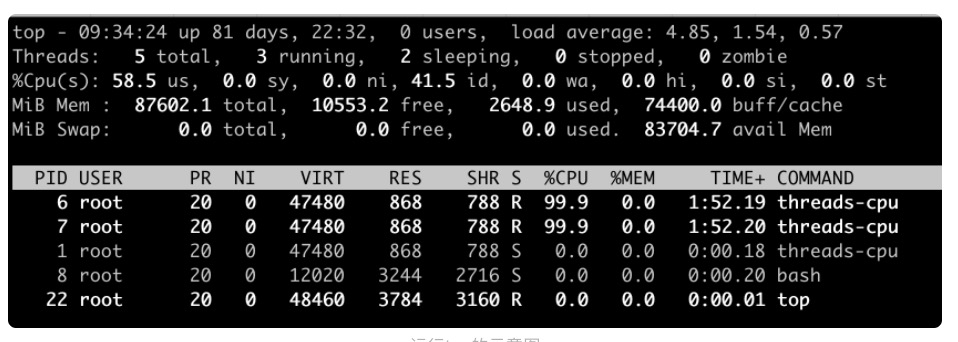 top - 09:34:24 up 81 days, 22:32,  0 users,  load average: 4.85, 1.54, 0.57
Threads:   5 total,   3 running,   2 sleeping,   0 stopped,   0 zombie
%Cpu(s): 58.5 us,  0.0 sy,  0.0 ni, 41.5 id,  0.0 wa,  0.0 hi,  0.0 si,  0.0 st
MiB Mem :  87602.1 total,  10553.2 free,   2648.9 used,  74400.0 buff/cache
MiB Swap:      0.0 total,      0.0 free,      0.0 used.  83704.7 avail Mem
PID USER      PR  NI    VIRT    RES    SHR S  %CPU  %MEM     TIME+ COMMAND
6 root      20   0   47480    868    788 R  99.9   0.0   1:52.19 threads-cpu
7 root      20   0   47480    868    788 R  99.9   0.0   1:52.20 threads-cpu
1 root      20   0   47480    868    788 S   0.0   0.0   0:00.18 threads-cpu
8 root      20   0   12020   3244   2716 S   0.0   0.0   0:00.20 bash
22 root      20   0   48460   3784   3160 R   0.0   0.0   0:00.01 top